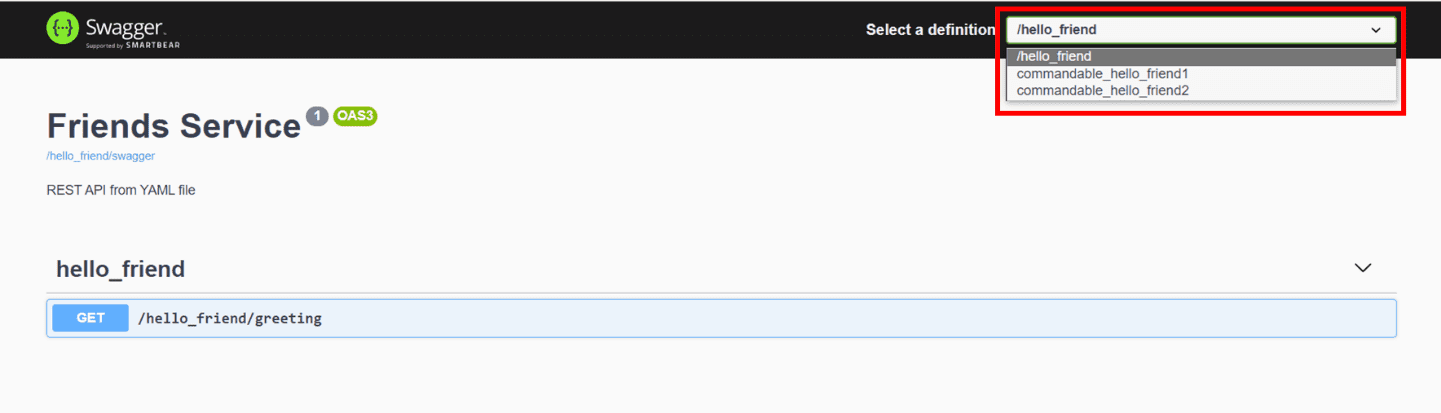 Swagger
Supported by SMARTBEAR
Select a definition
/hello_friend
/hello_friend
commandable_hello_friend1
commandable_hello_friend2
Friends Service 1 OAS3
/hello_friend/swagger
REST API from YAML file
hello_friend
GET /hello_friend/greeting